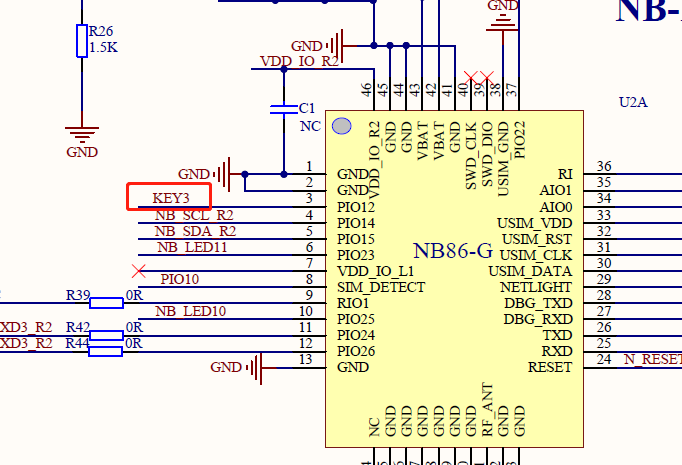 NB-
GND
R26
1.5K
GND
GND
VDD_IO_R2
46
45
44
43
42
41
40
39
38
37
U2A
C1
NC
VDD_IO_R2
GND
GND
VBAT
VBAT
GND
SWD_CLK
SWD_DIO
USIM_GND
PIO22
GND
1
GND
2
GND
KEY3
3
PIO12
NB_SCL_R2
4
PIO14
NB_SDA_R2
5
PIO15
NB_LED11
6
PIO23
7
VDD_IO_L1
PIO10
8
SIM_DETECT
R39
0R
9
RIO1
NB_LED10
10
PIO25
XD3_R2
R42
0R
11
PIO24
XD3_R2
R44
0R
12
PIO26
GND
13
GND
NB86-G
RI
36
AIO1
35
AIO0
34
USIM_VDD
33
USIM_RST
32
USIM_CLK
31
USIM_DATA
30
NETLIGHT
29
DBG_TXD
28
DBG_RXD
27
TXD
26
RXD
25
RESET
24
N_RESET
NC
GND
GND
GND
GND
GND
GND
RF_ANT
GND
GND